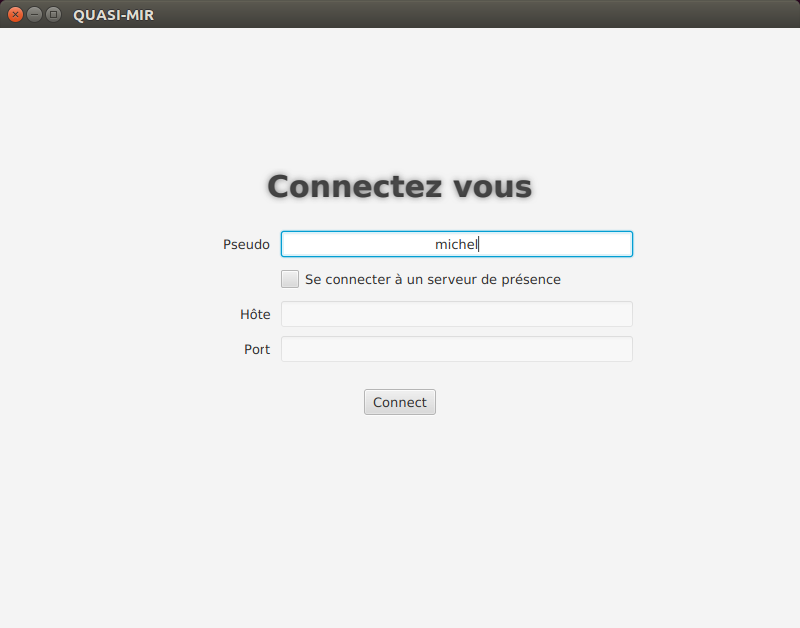 QUASI-MIR
Connectez vous
Pseudo michel
Se connecter à un serveur de présence
Hôte
Port
Connect